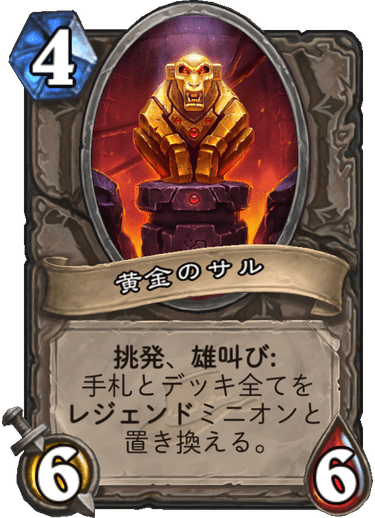 4
黄金のサル
挑発、雄叫び:
手札とデッキ全てを
レジェンドミニオンと
置き換える。
6
6